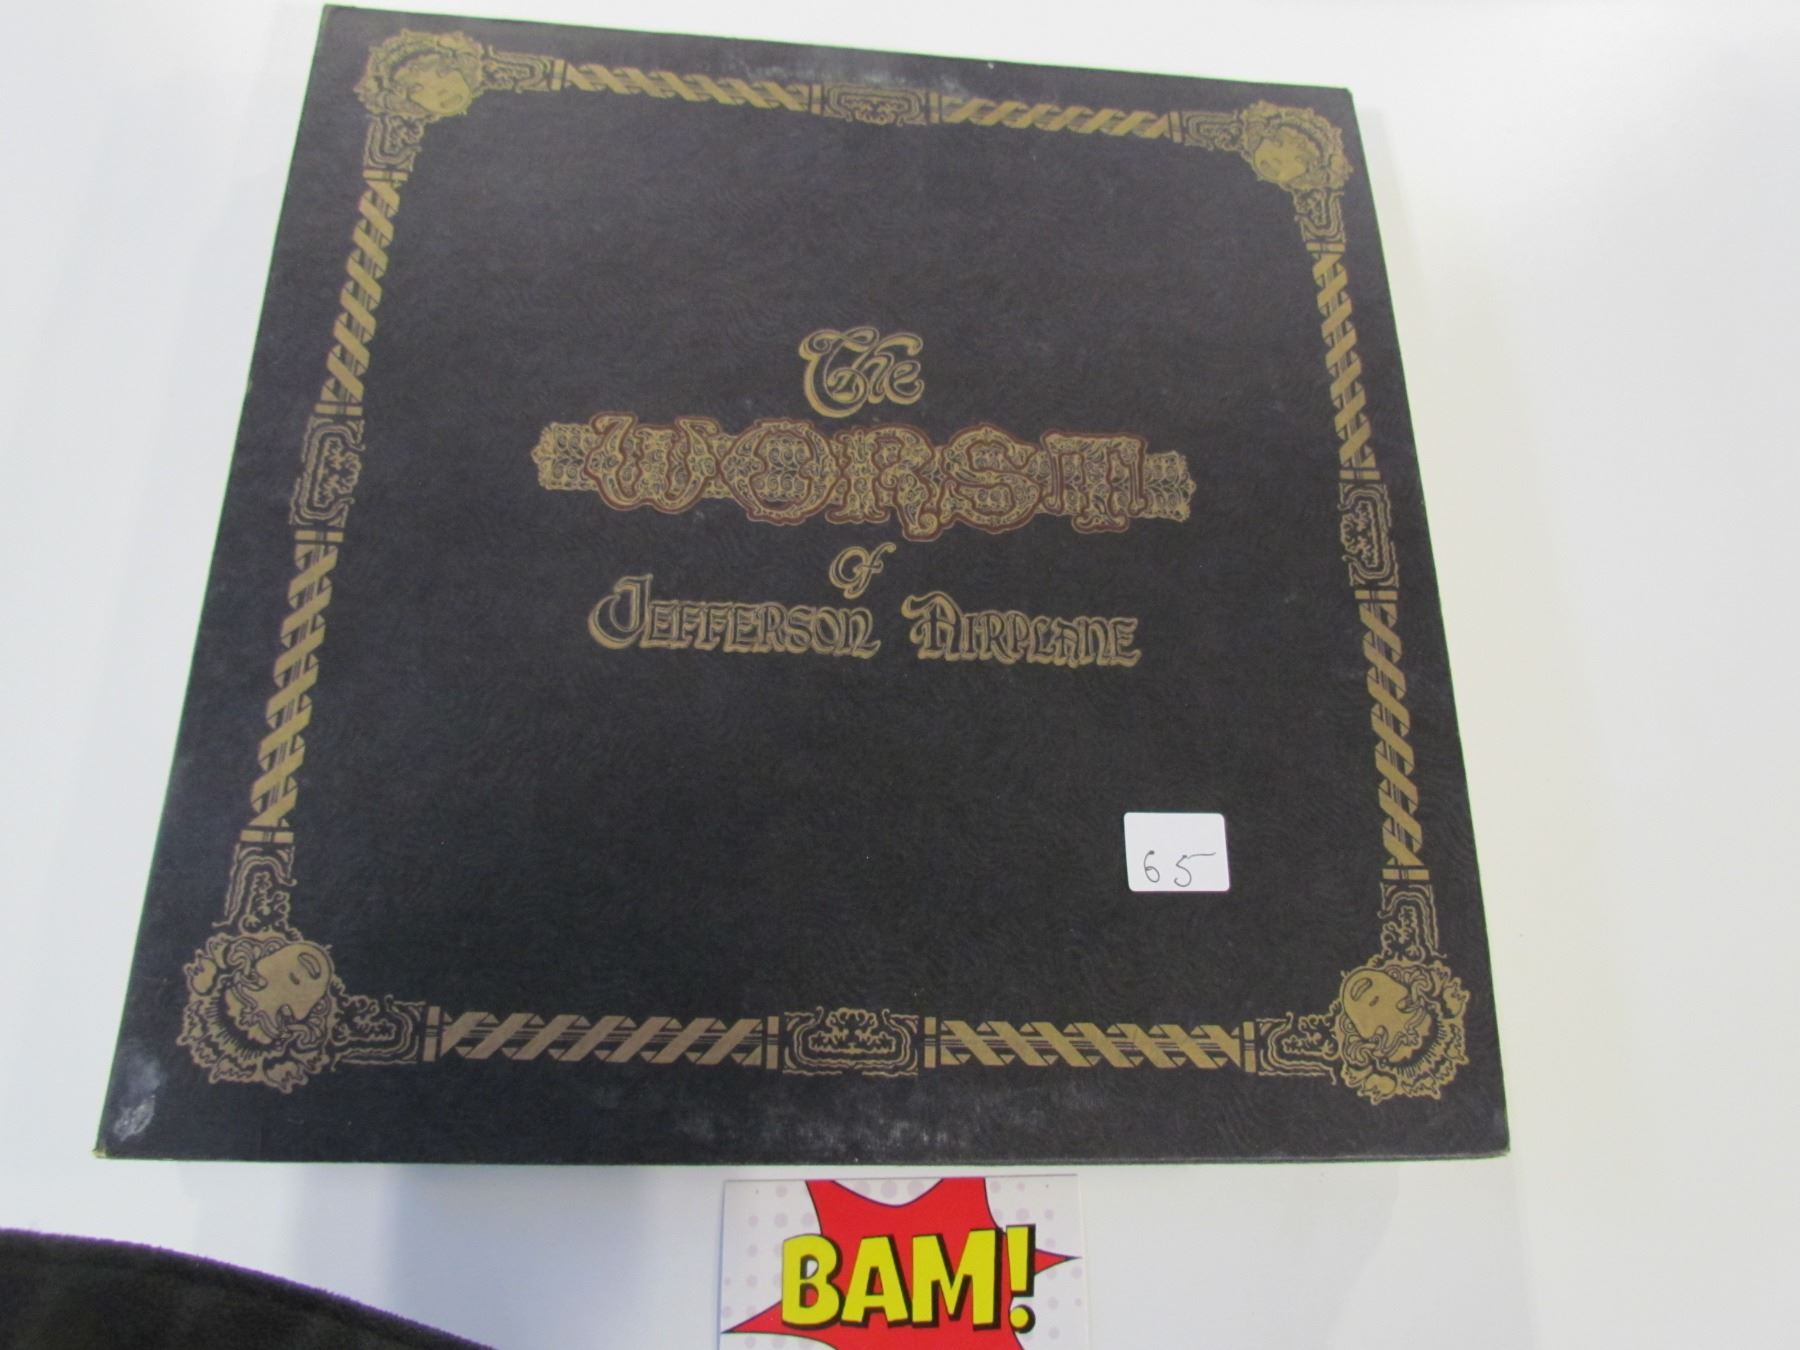 The
WORST
of
JEFFERSON AIRPLANE
65
BAM!